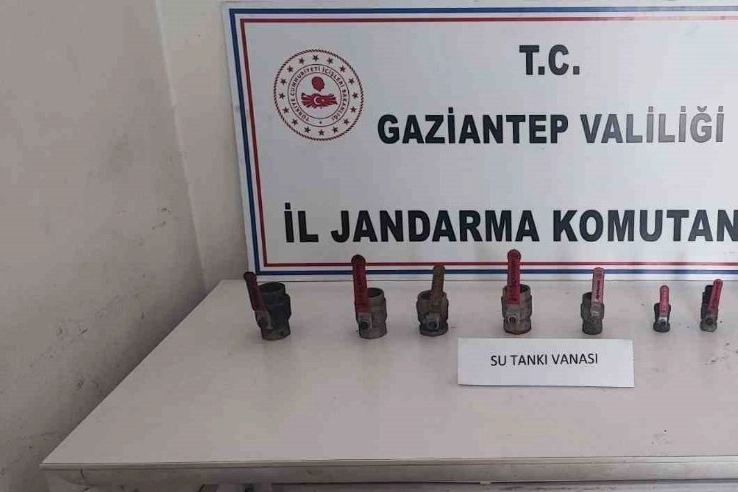 T.C.
GAZİANTEP VALİLİĞİ
İL JANDARMA KOMUTAN
SU TANKI VANASI